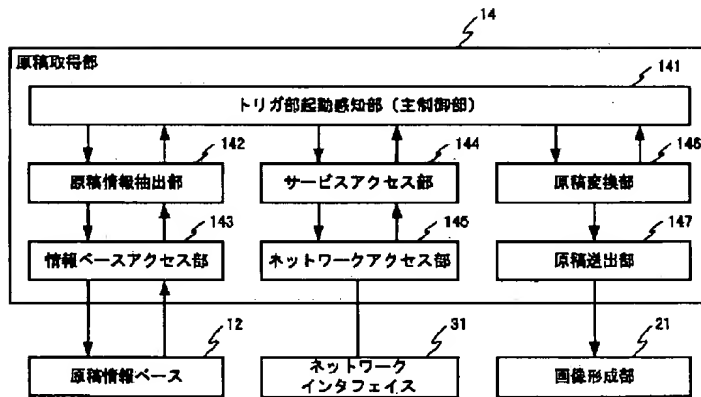 14
原稿取得部
141
トリガ部起動感知部（主制御部）
142
144
146
原稿情報抽出部
サービスアクセス部
原稿変換部
143
145
147
情報ベースアクセス部
ネットワークアクセス部
原稿送出部
12
31
21
原稿情報ベース
ネットワーク
インタフェイス
画像形成部